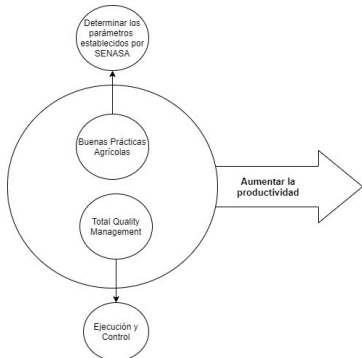 Determinar los
parámetros
establecidos por
SENASA
Buenas Prácticas
Agrícolas
Aumentar la
productividad
Total Quality
Management
Ejecución y
Control